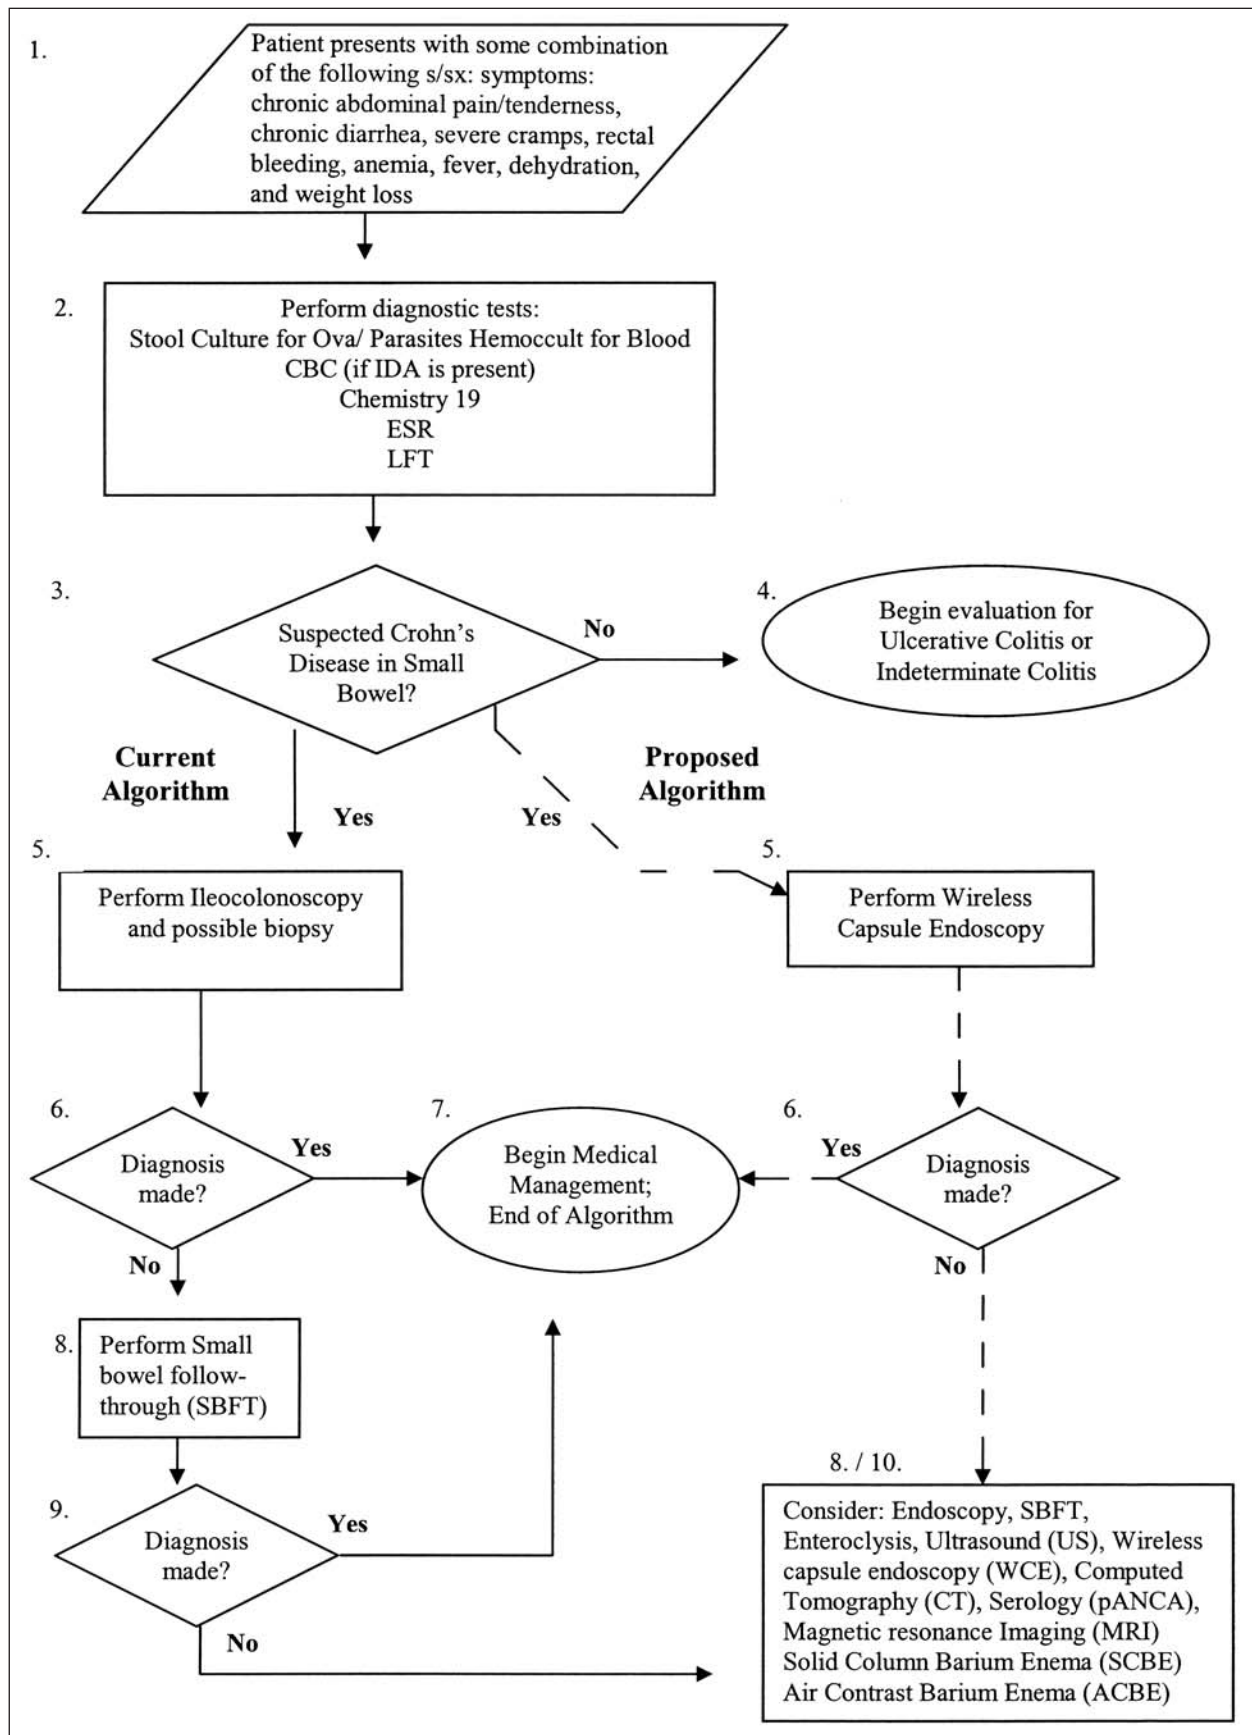 1.
Patient presents with some combination
of the following s/sx: symptoms:
chronic abdominal pain/tenderness,
chronic diarrhea, severe cramps, rectal
bleeding, anemia, fever, dehydration,
and weight loss
2.
Perform diagnostic tests:
Stool Culture for Ova/ Parasites Hemoccult for Blood
CBC (if IDA is present)
Chemistry 19
ESR
LFT
3.
Suspected Crohn's
Disease in Small
Bowel?
No
4.
Begin evaluation for
Ulcerative Colitis or
Indeterminate Colitis
Current
Algorithm
Yes
Proposed
Algorithm
Yes
5.
Perform Ileocolonoscopy
and possible biopsy
5.
Perform Wireless
Capsule Endoscopy
6.
Diagnosis
made?
Yes
No
7.
Begin Medical
Management;
End of Algorithm
6.
Yes
Diagnosis
made?
No
8.
Perform Small
bowel follow-
through (SBFT)
9.
Diagnosis
made?
Yes
No
8. / 10.
Consider: Endoscopy, SBFT,
Enteroclysis, Ultrasound (US), Wireless
capsule endoscopy (WCE), Computed
Tomography (CT), Serology (pANCA),
Magnetic resonance Imaging (MRI)
Solid Column Barium Enema (SCBE)
Air Contrast Barium Enema (ACBE)